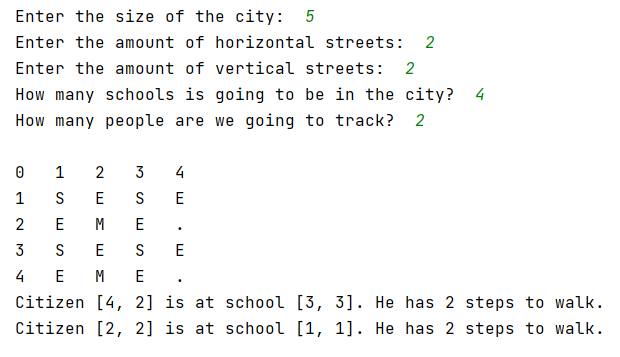 Enter the size of the city: 5
Enter the amount of horizontal streets: 2
Enter the amount of vertical streets: 2
How many schools is going to be in the city? 4
How many people are we going to track? 2
0 1 2 3 4
1 S E S E
2 E M E .
3 S E S E
4 E M E .
Citizen [4, 2] is at school [3, 3]. He has 2 steps to walk.
Citizen [2, 2] is at school [1, 1]. He has 2 steps to walk.